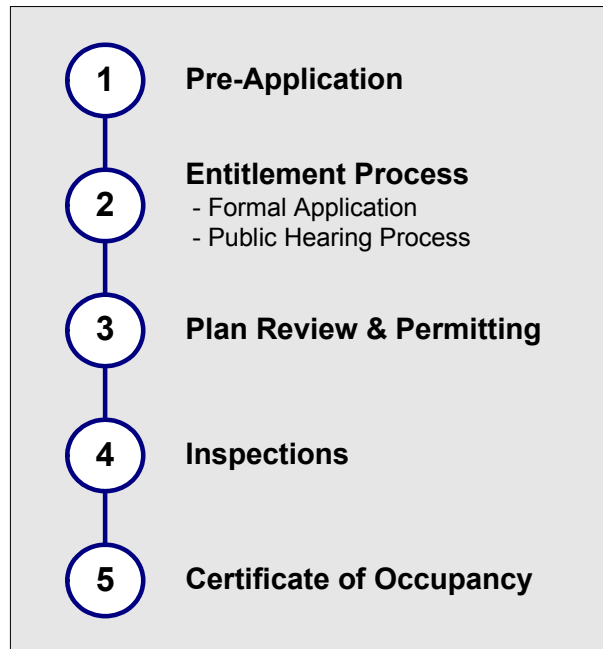 1 Pre-Application
2 Entitlement Process
- Formal Application
- Public Hearing Process
3 Plan Review & Permitting
4 Inspections
5 Certificate of Occupancy